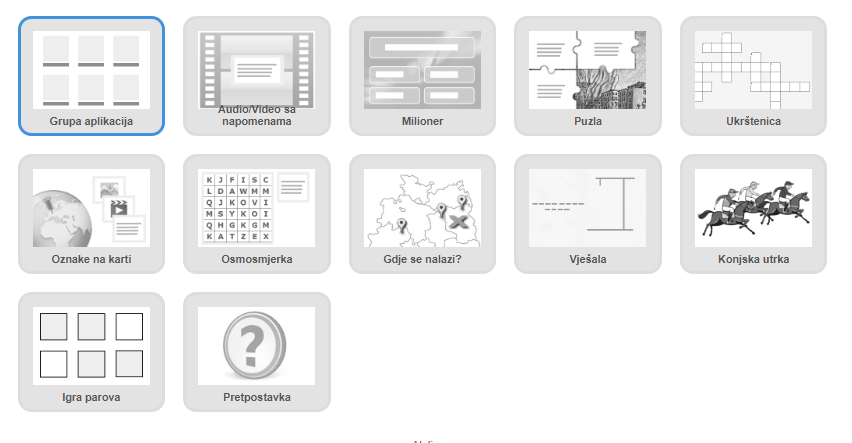 Grupa aplikacija
Audio/Video sa
napomenama
Milioner
Puzla
Ukrštenica
K J F I S C
L D A W M M
Q J K O V I
M S Y K O I
Q H G K G M
K A T Z E X
Oznake na karti
Osmosmjerka
Gdje se nalazi?
Vješala
Konjska utrka
?
Igra parova
Pretpostavka